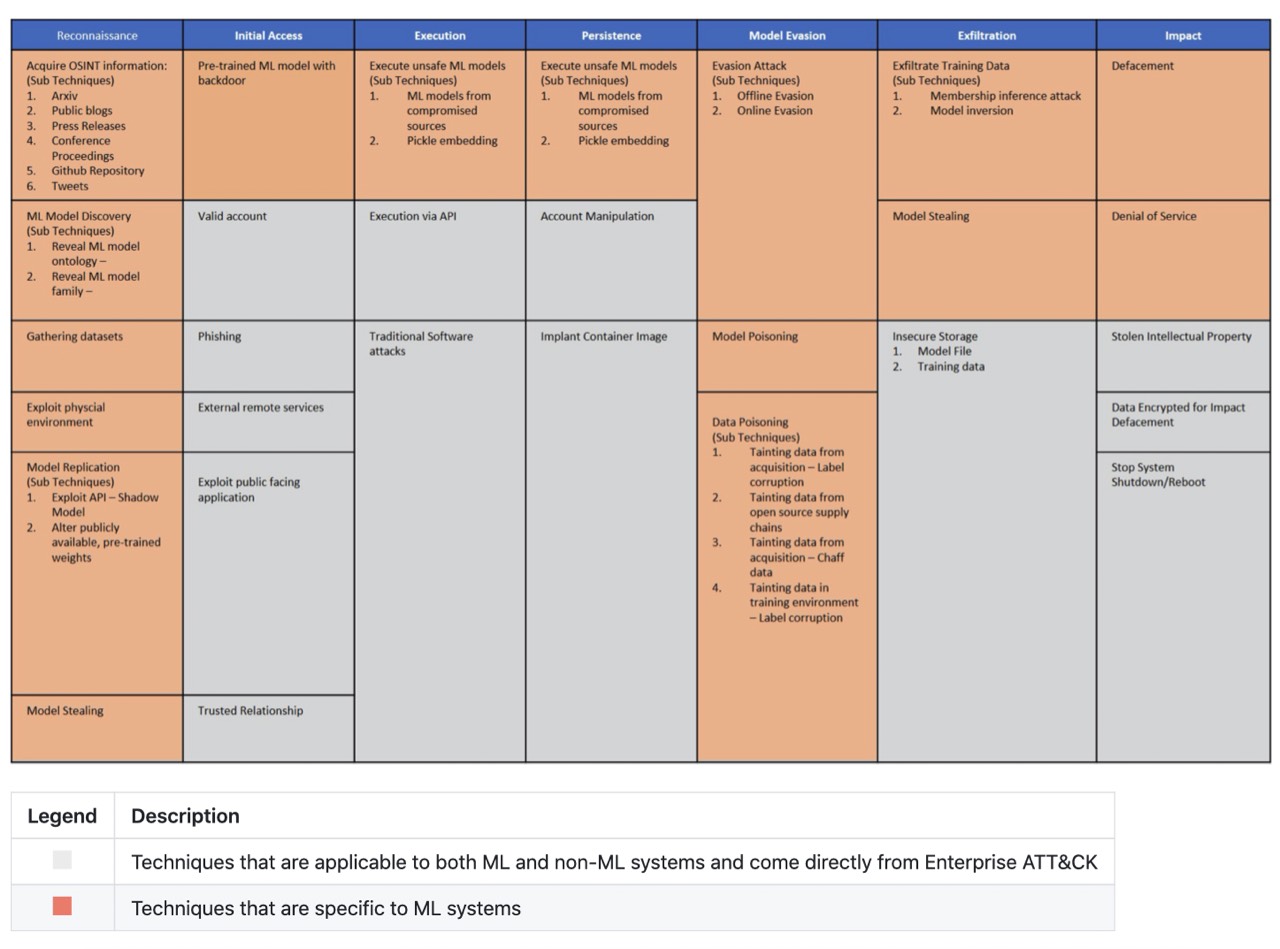 Reconnaissance
Initial Access
Execution
Persistence
Model Evasion
Exfiltration
Impact
Acquire OSINT information:
(Sub Techniques)
1. Arxiv
2. Public blogs
3. Press Releases
4. Conference
Proceedings
5. Github Repository
6. Tweets
Pre-trained ML model with
backdoor
Execute unsafe ML models
(Sub Techniques)
1. ML models from
compromised
sources
2. Pickle embedding
Execute unsafe ML models
(Sub Techniques)
1. ML models from
compromised
sources
2. Pickle embedding
Evasion Attack
(Sub Techniques)
1. Offline Evasion
2. Online Evasion
Exfiltrate Training Data
(Sub Techniques)
1. Membership inference attack
2. Model inversion
Defacement
ML Model Discovery
(Sub Techniques)
1. Reveal ML model
ontology –
2. Reveal ML model
family –
Valid account
Execution via API
Account Manipulation
Model Stealing
Denial of Service
Gathering datasets
Phishing
Traditional Software
attacks
Implant Container Image
Model Poisoning
Insecure Storage
1. Model File
2. Training data
Stolen Intellectual Property
Exploit physcial
environment
External remote services
Data Poisoning
(Sub Techniques)
1. Tainting data from
acquisition – Label
corruption
2. Tainting data from
open source supply
chains
3. Tainting data from
acquisition – Chaff
data
4. Tainting data in
training environment
– Label corruption
Data Encrypted for Impact
Defacement
Model Replication
(Sub Techniques)
1. Exploit API – Shadow
Model
2. Alter publicly
available, pre-trained
weights
Exploit public facing
application
Stop System
Shutdown/Reboot
Model Stealing
Trusted Relationship
Legend
Description
Techniques that are applicable to both ML and non-ML systems and come directly from Enterprise ATT&CK
Techniques that are specific to ML systems